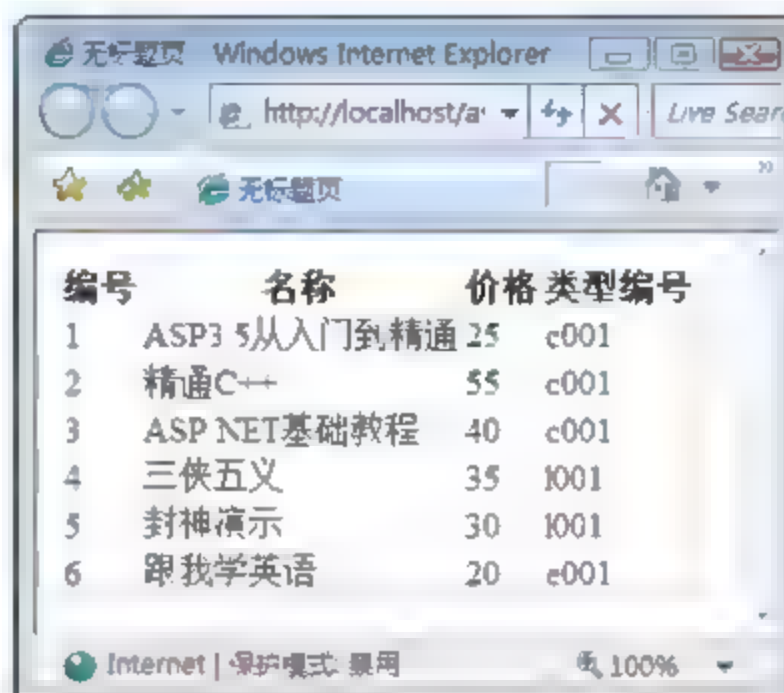 无标题页 Windows Internet Explorer
http://localhost/a
Live Sear
无标题页
编号 名称 价格 类型编号
1 ASP3 5从入门到精通 25 c001
2 精通C++ 55 c001
3 ASP NET基础教程 40 c001
4 三侠五义 35 l001
5 封神演示 30 l001
6 跟我学英语 20 e001
Internet | 保护模式: 禁用 100%